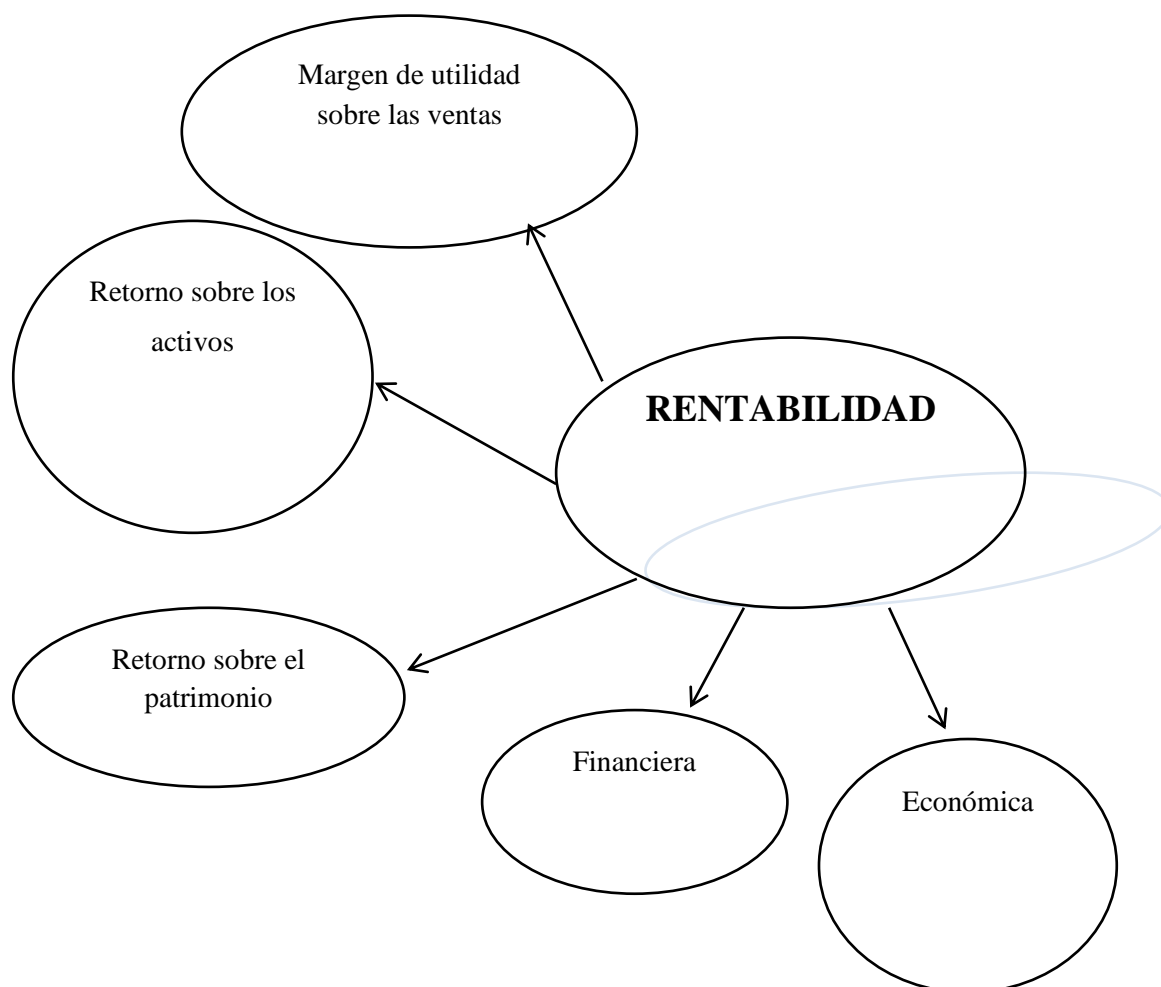 Margen de utilidad
sobre las ventas
Retorno sobre los
activos
RENTABILIDAD
Retorno sobre el
patrimonio
Financiera
Económica